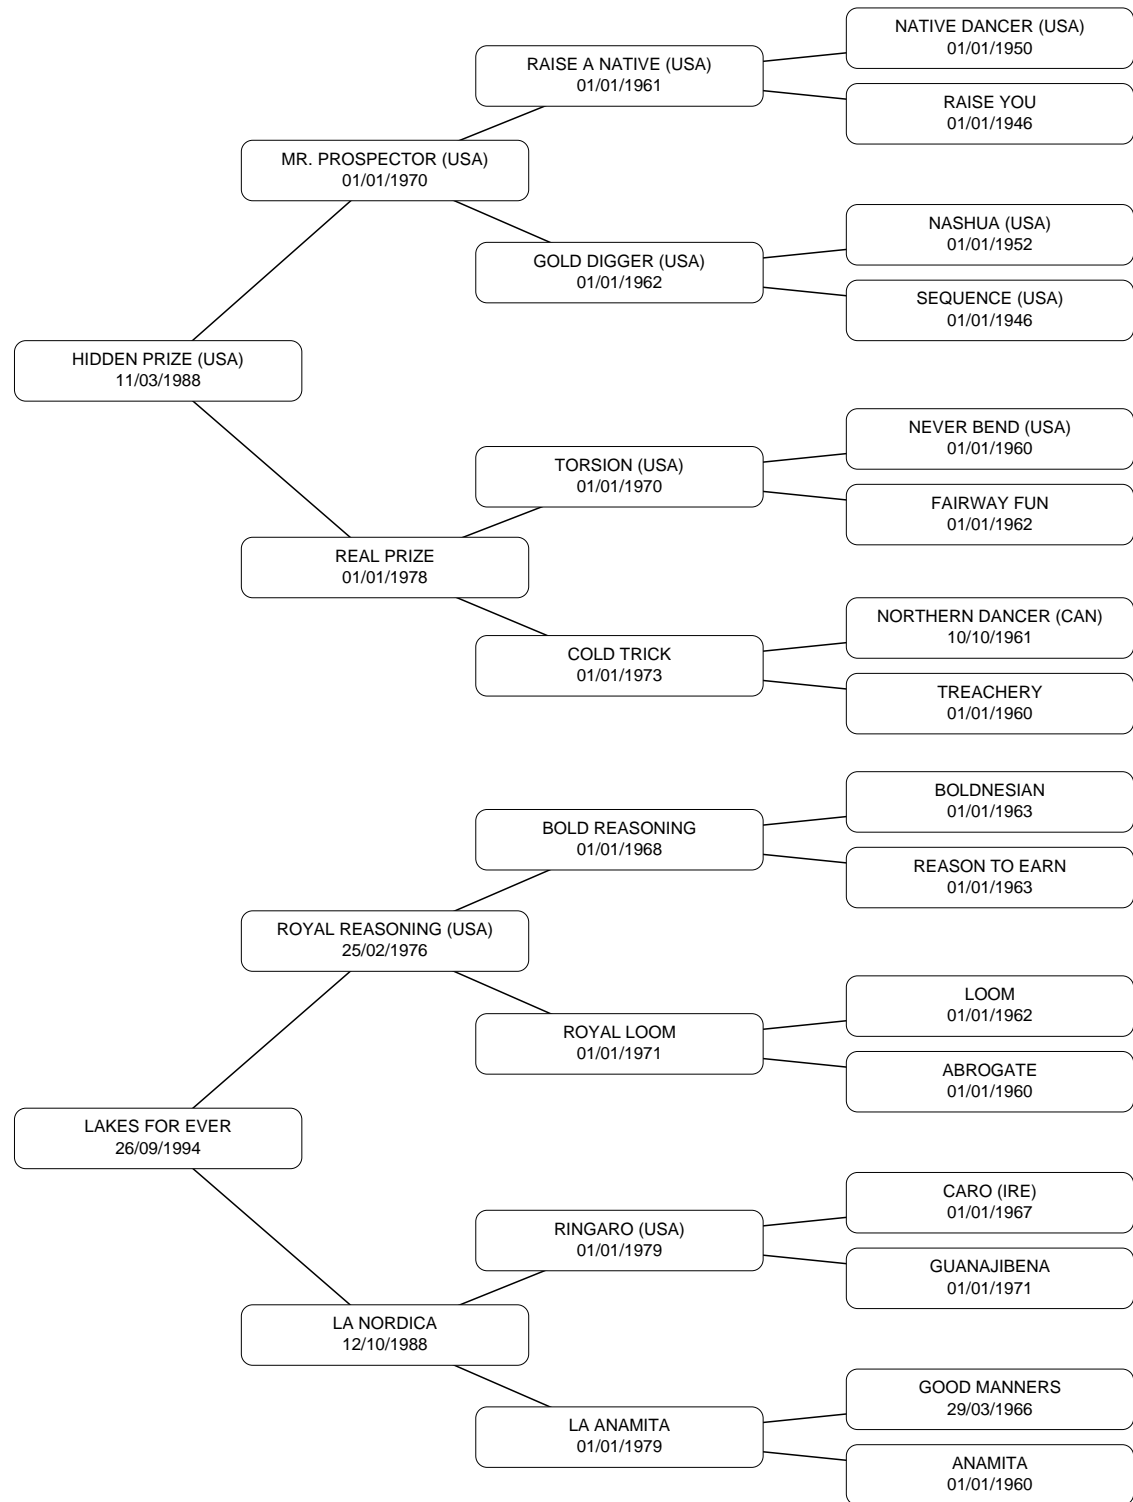 NATIVE DANCER (USA)
01/01/1950
RAISE A NATIVE (USA)
01/01/1961
RAISE YOU
01/01/1946
MR. PROSPECTOR (USA)
01/01/1970
NASHUA (USA)
01/01/1952
GOLD DIGGER (USA)
01/01/1962
SEQUENCE (USA)
01/01/1946
HIDDEN PRIZE (USA)
11/03/1988
NEVER BEND (USA)
01/01/1960
TORSION (USA)
01/01/1970
FAIRWAY FUN
01/01/1962
REAL PRIZE
01/01/1978
NORTHERN DANCER (CAN)
10/10/1961
COLD TRICK
01/01/1973
TREACHERY
01/01/1960
BOLDNESIAN
01/01/1963
BOLD REASONING
01/01/1968
REASON TO EARN
01/01/1963
ROYAL REASONING (USA)
25/02/1976
LOOM
01/01/1962
ROYAL LOOM
01/01/1971
ABROGATE
01/01/1960
LAKES FOR EVER
26/09/1994
CARO (IRE)
01/01/1967
RINGARO (USA)
01/01/1979
GUANAJIBENA
01/01/1971
LA NORDICA
12/10/1988
GOOD MANNERS
29/03/1966
LA ANAMITA
01/01/1979
ANAMITA
01/01/1960